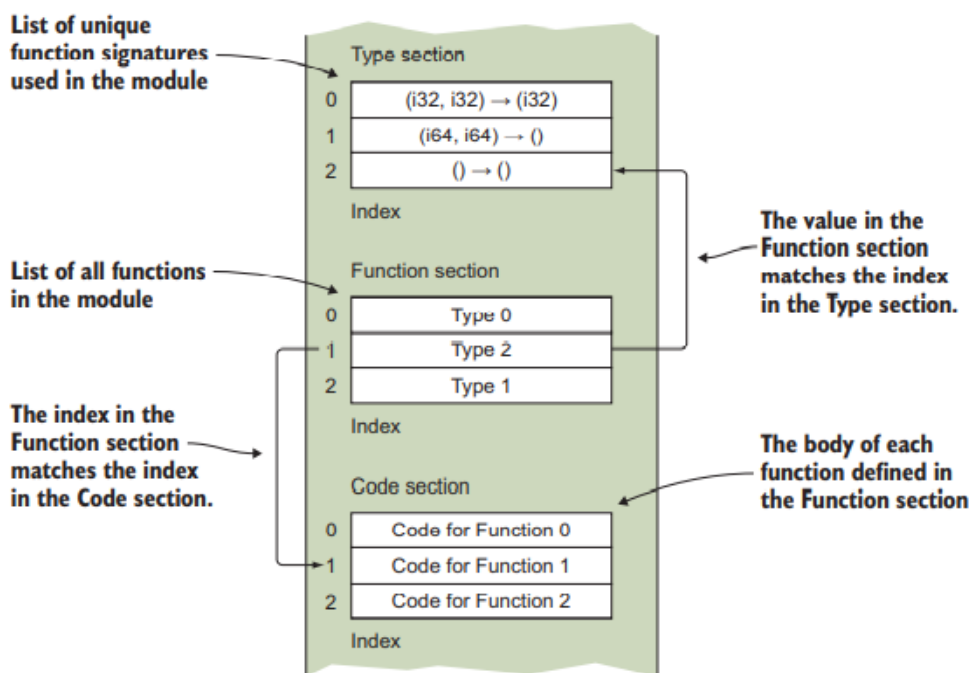 List of unique
function signatures
used in the module
Type section
0 (i32, i32) → (i32)
1 (i64, i64) → ()
2 () → ()
Index
The value in the
Function section
matches the index
in the Type section.
List of all functions
in the module
Function section
0 Type 0
1 Type 2
2 Type 1
Index
The index in the
Function section
matches the index
in the Code section.
The body of each
function defined in
the Function section
Code section
0 Code for Function 0
1 Code for Function 1
2 Code for Function 2
Index